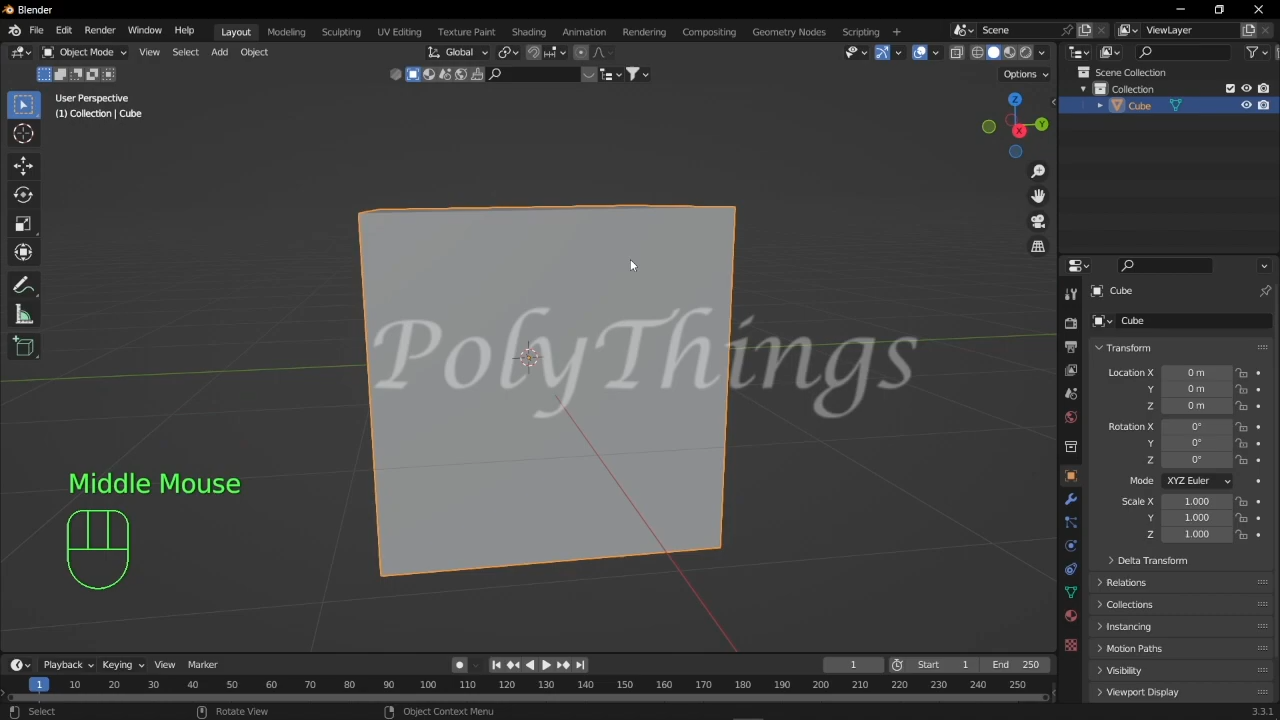 Blender
File Edit Render Window Help Layout Modeling Sculpting UV Editing Texture Paint Shading Animation Rendering Compositing Geometry Nodes Scripting + Scene ViewLayer
Object Mode View Select Add Object Global
Options
User Perspective
(1) Collection | Cube
Z
Y
X
Scene Collection
Collection
Cube
PolyThings
Middle Mouse
Cube
Cube
Transform
Location X 0 m
Y 0 m
Z 0 m
Rotation X 0°
Y 0°
Z 0°
Mode XYZ Euler
Scale X 1.000
Y 1.000
Z 1.000
Delta Transform
Relations
Collections
Instancing
Motion Paths
Visibility
Viewport Display
Playback Keying View Marker 1 Start 1 End 250
1 10 20 30 40 50 60 70 80 90 100 110 120 130 140 150 160 170 180 190 200 210 220 230 240 250
Select Rotate View Object Context Menu 3.3.1